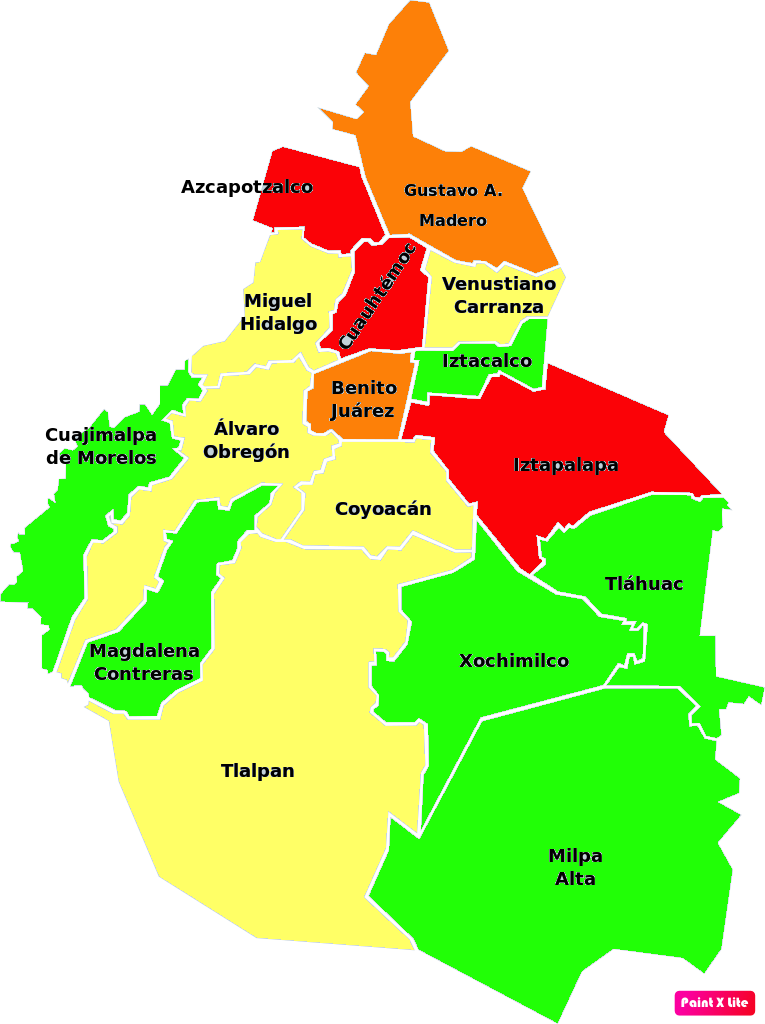 Azcapotzalco
Gustavo A.
Madero
Cuauhtémoc
Venustiano
Carranza
Miguel
Hidalgo
Iztacalco
Benito
Juárez
Cuajimalpa
de Morelos
Álvaro
Obregón
Iztapalapa
Coyoacán
Tláhuac
Magdalena
Contreras
Xochimilco
Tlalpan
Milpa
Alta
Paint X Lite